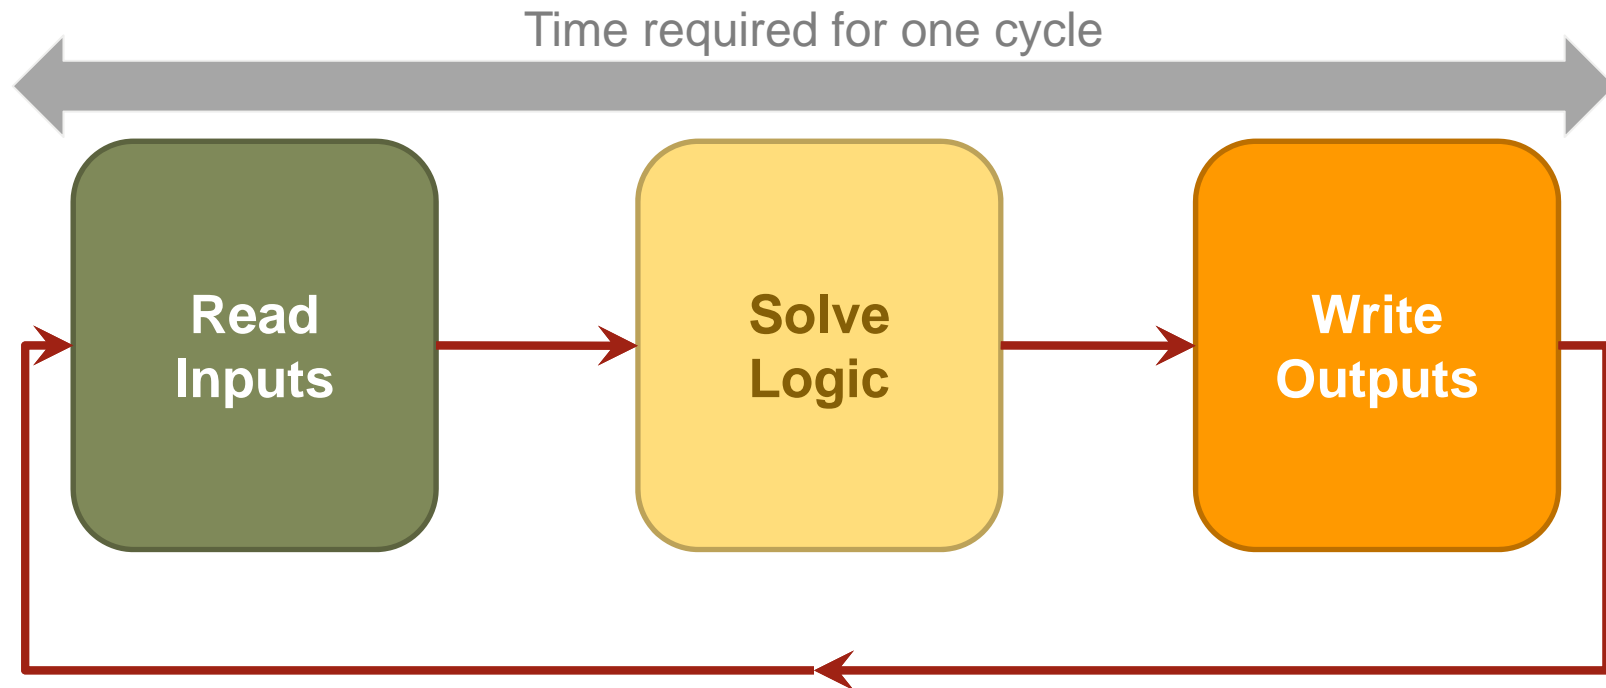 Time required for one cycle
Read
Inputs
Solve
Logic
Write
Outputs